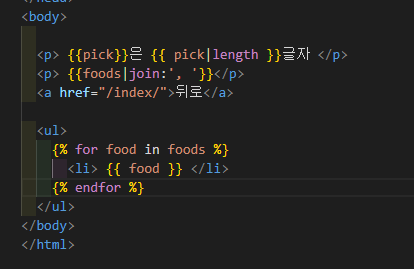 </head>
<body>
<p> {{pick}}은 {{ pick|length }}글자 </p>
<p> {{foods|join:', '}}</p>
<a href="/index/">뒤로</a>
<ul>
{% for food in foods %}
<li> {{ food }} </li>
{% endfor %}
</ul>
</body>
</html>